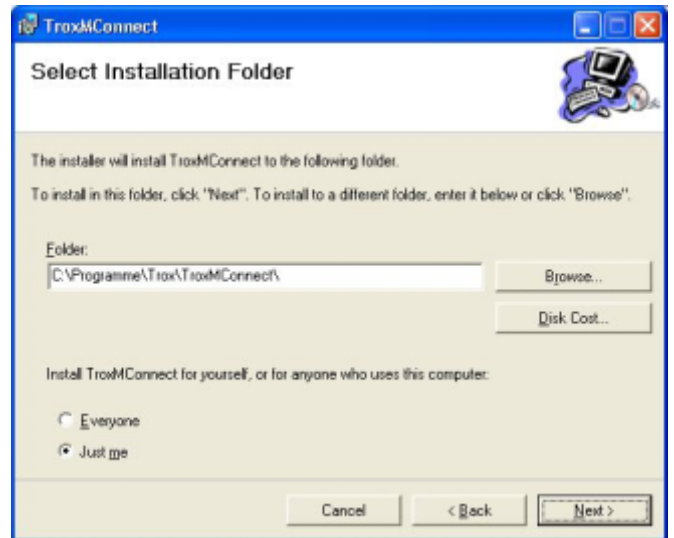 TroxMConnect
Select Installation Folder
The installer will install TroxMConnect to the following folder.
To install in this folder, click "Next". To install to a different folder, enter it below or click "Browse".
Folder:
C:\Programme\Trox\TroxMConnect\
Browse...
Disk Cost...
Install TroxMConnect for yourself, or for anyone who uses this computer:
Everyone
Just me
Cancel
< Back
Next >